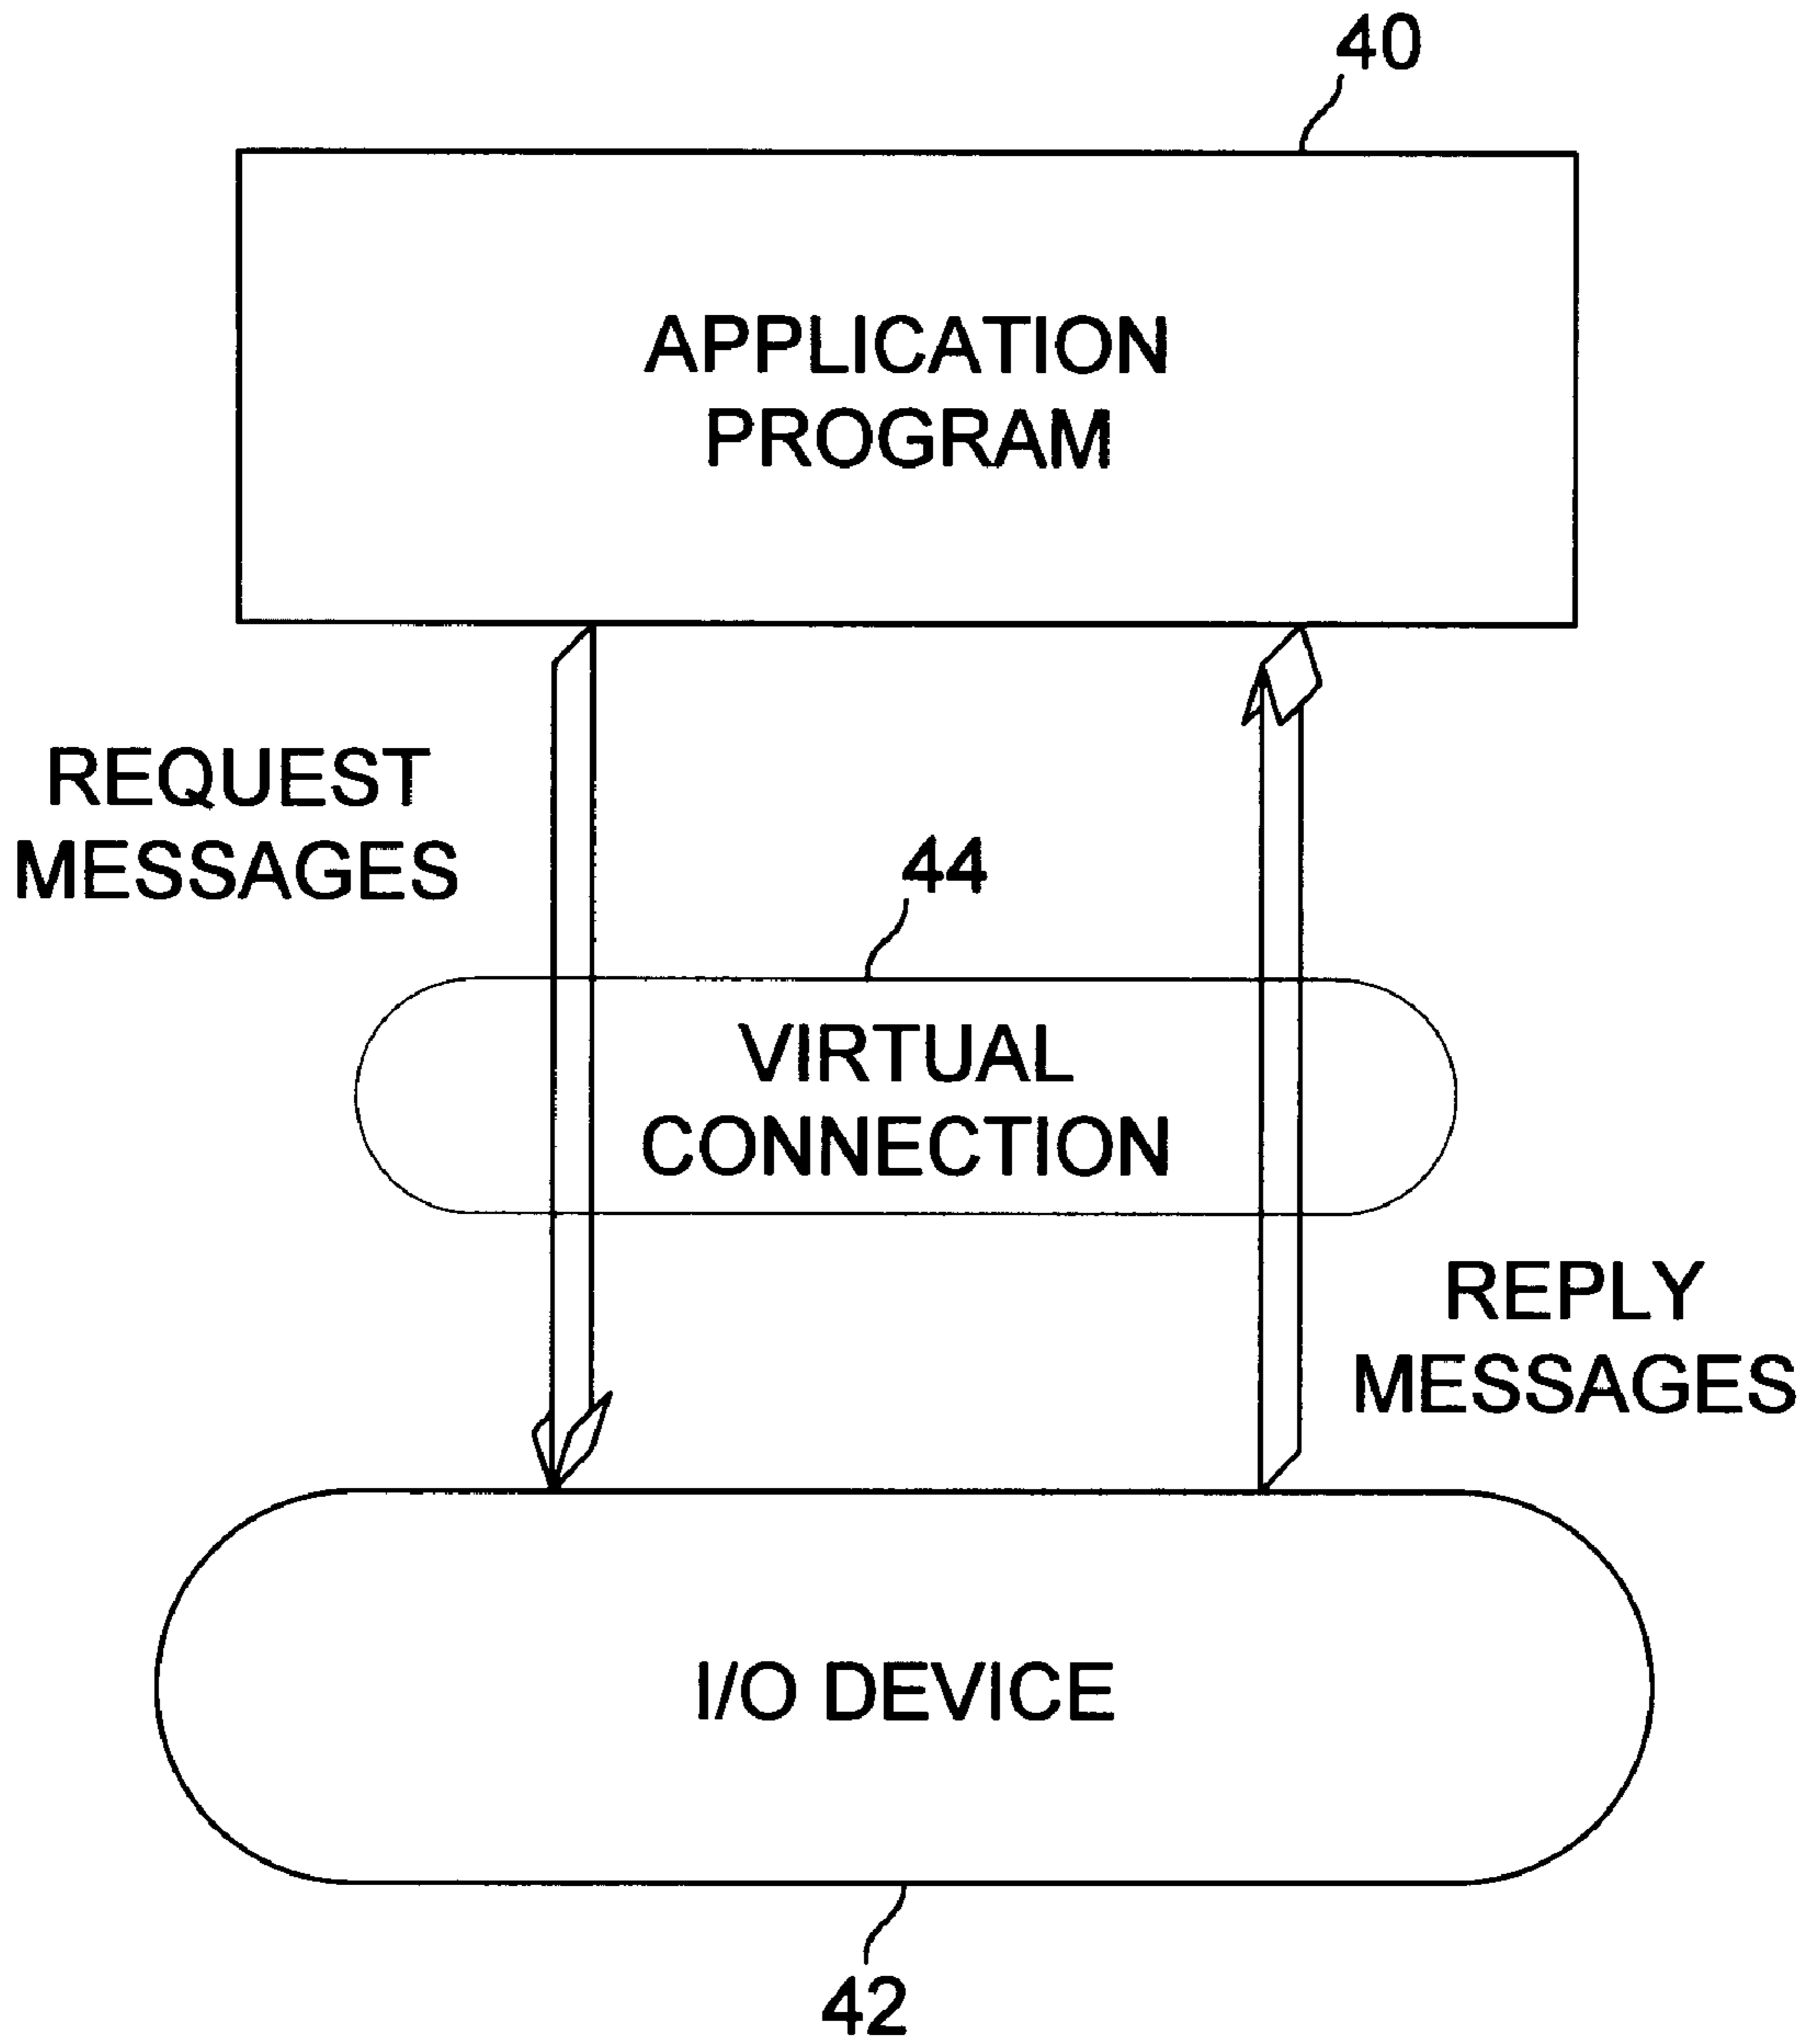 40
APPLICATION
PROGRAM
REQUEST
MESSAGES
44
VIRTUAL
CONNECTION
REPLY
MESSAGES
I/O DEVICE
42